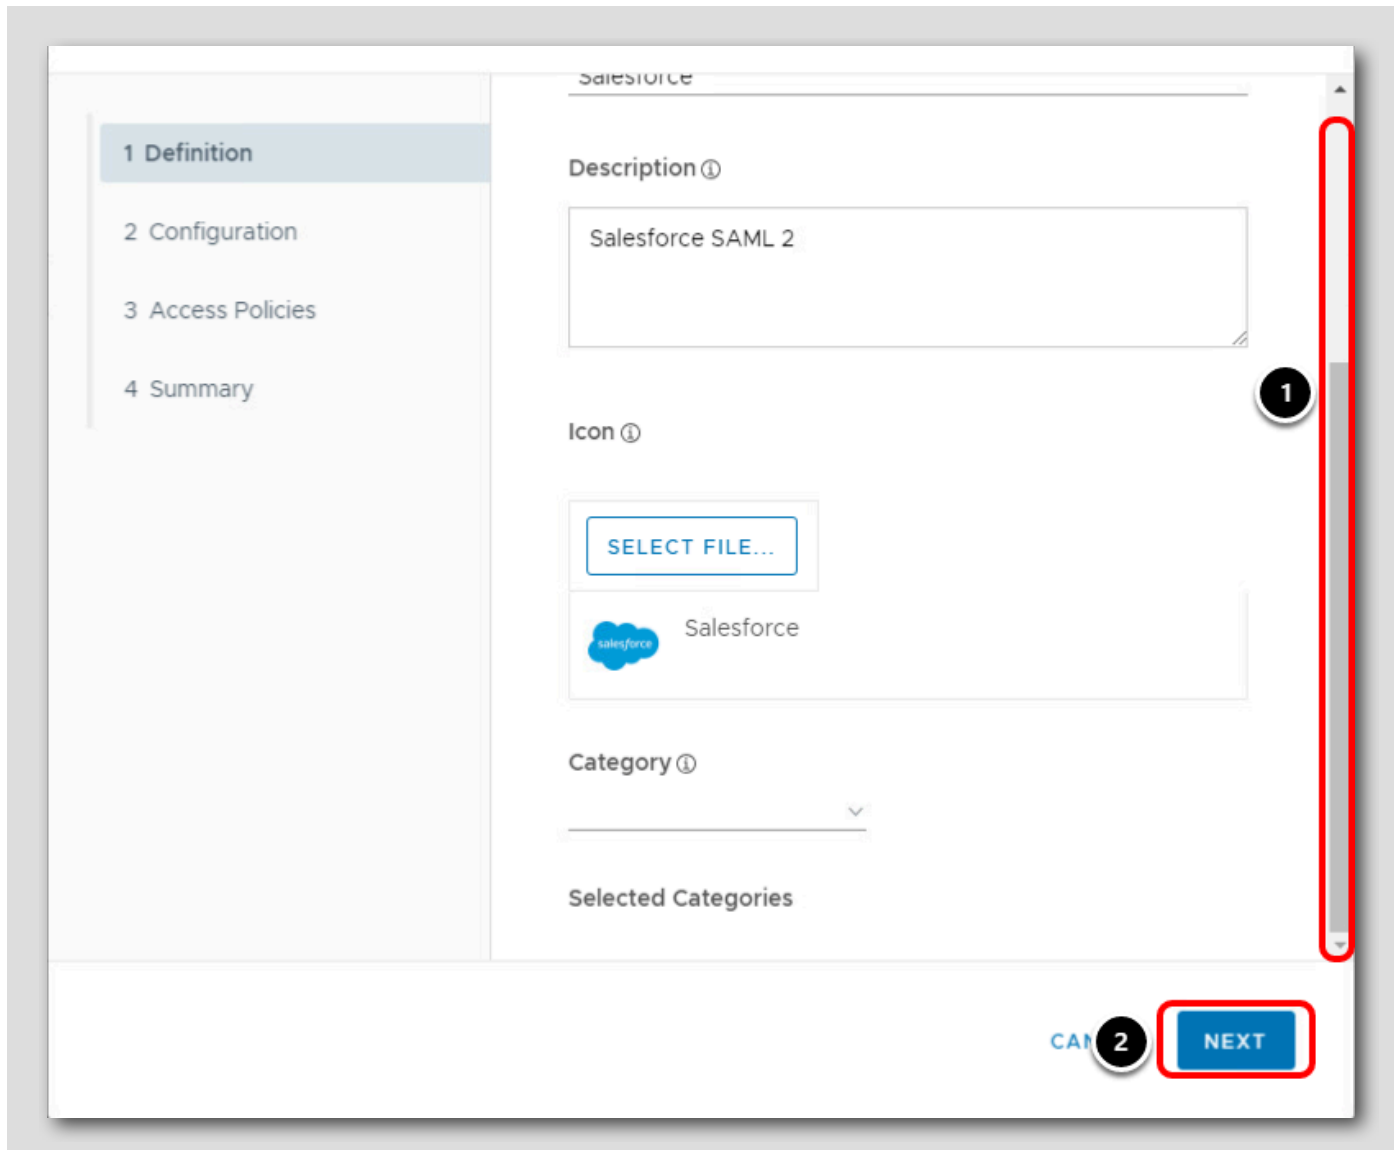 Salesforce
1 Definition
2 Configuration
3 Access Policies
4 Summary
Description
Salesforce SAML 2
1
Icon
SELECT FILE...
salesforce
Salesforce
Category
Selected Categories
2
NEXT